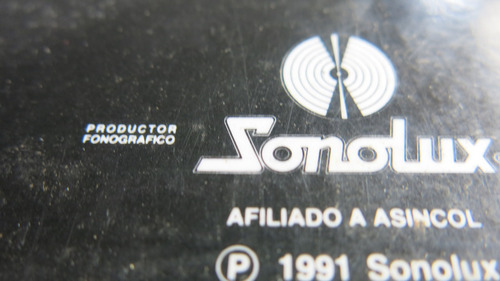 PRODUCTOR
FONOGRAFICO
Sonolux
AFILIADO A ASINCOL
Ⓟ 1991 Sonolux